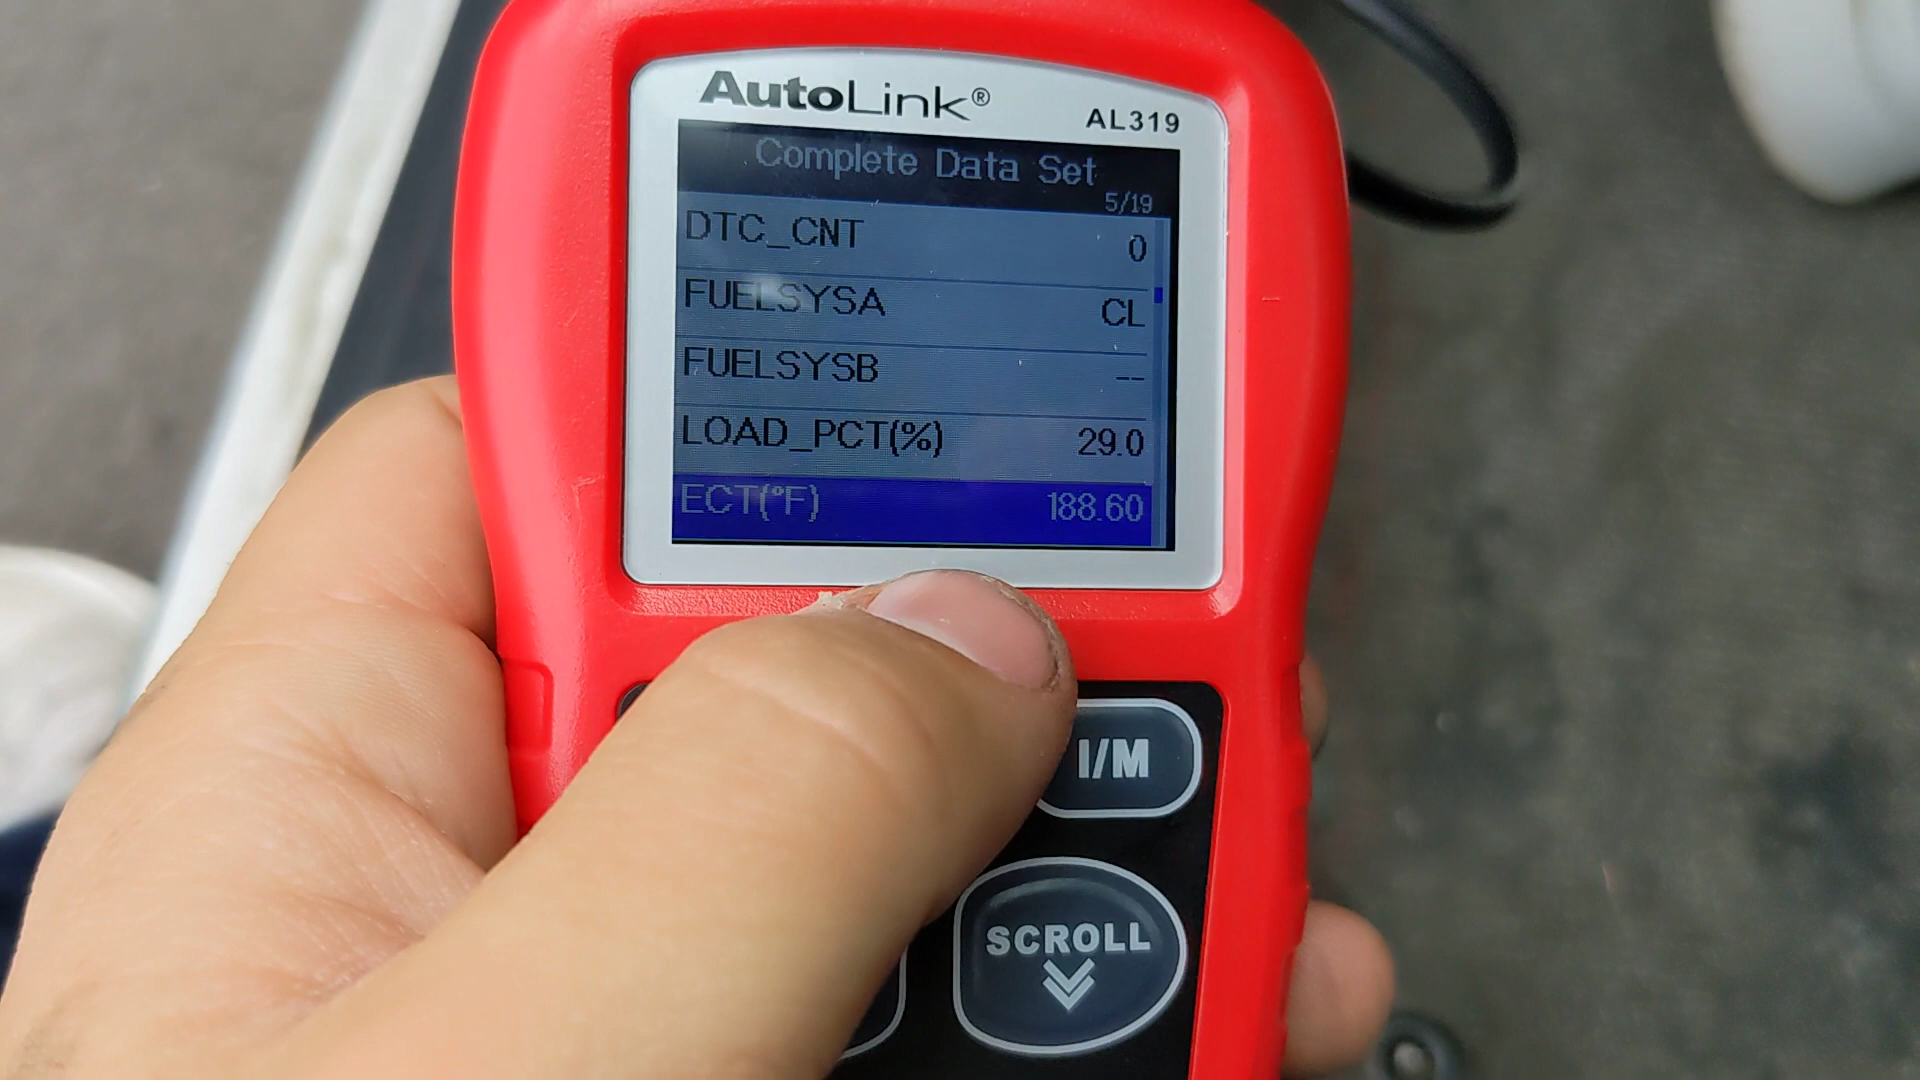 AutoLink®
AL319
Complete Data Set
5/19
DTC_CNT 0
FUELSYSA CL
FUELSYSB --
LOAD_PCT(%) 29.0
ECT(°F) 188.60
I/M
SCROLL